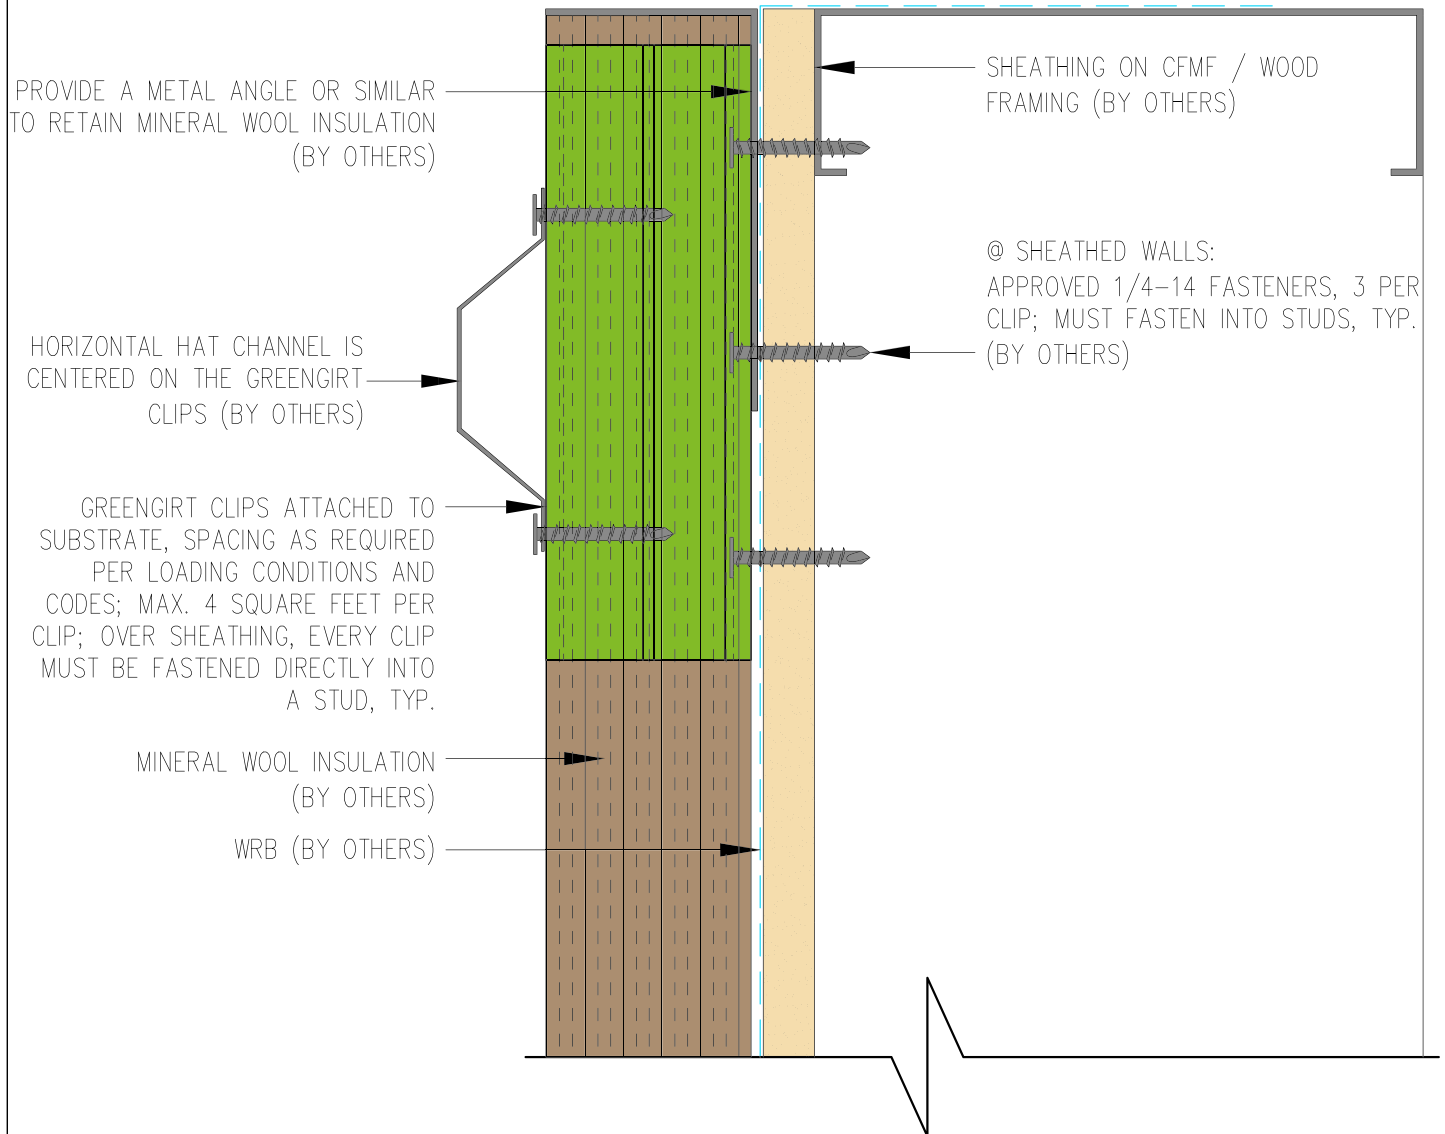 PROVIDE A METAL ANGLE OR SIMILAR
TO RETAIN MINERAL WOOL INSULATION
(BY OTHERS)
SHEATHING ON CFMF / WOOD
FRAMING (BY OTHERS)
@ SHEATHED WALLS:
APPROVED 1/4-14 FASTENERS, 3 PER
CLIP; MUST FASTEN INTO STUDS, TYP.
(BY OTHERS)
HORIZONTAL HAT CHANNEL IS
CENTERED ON THE GREENGIRT
CLIPS (BY OTHERS)
GREENGIRT CLIPS ATTACHED TO
SUBSTRATE, SPACING AS REQUIRED
PER LOADING CONDITIONS AND
CODES; MAX. 4 SQUARE FEET PER
CLIP; OVER SHEATHING, EVERY CLIP
MUST BE FASTENED DIRECTLY INTO
A STUD, TYP.
MINERAL WOOL INSULATION
(BY OTHERS)
WRB (BY OTHERS)